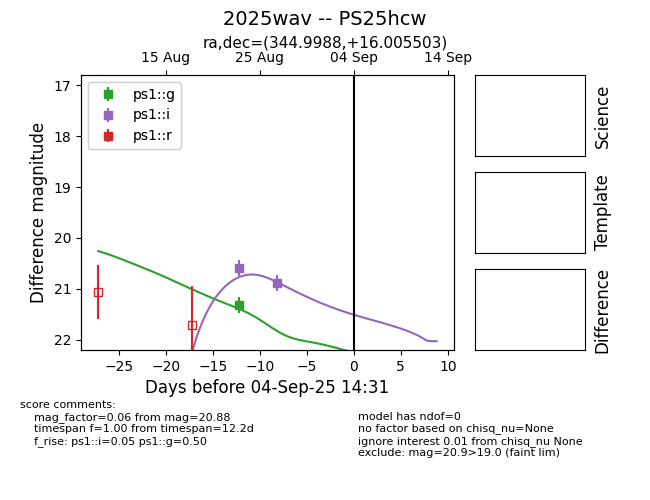 2025wav -- PS25hcw
ra,dec=(344.9988,+16.005503)
15 Aug 25 Aug 04 Sep 14 Sep
ps1::g
ps1::i
ps1::r
17
18
19
20
21
22
Difference magnitude
−25 −20 −15 −10 −5 0 5 10
Days before 04-Sep-25 14:31
Science
Template
Difference
score comments:
mag_factor=0.06 from mag=20.88
timespan f=1.00 from timespan=12.2d
f_rise: ps1::i=0.05 ps1::g=0.50
model has ndof=0
no factor based on chisq_nu=None
ignore interest 0.01 from chisq_nu None
exclude: mag=20.9>19.0 (faint lim)